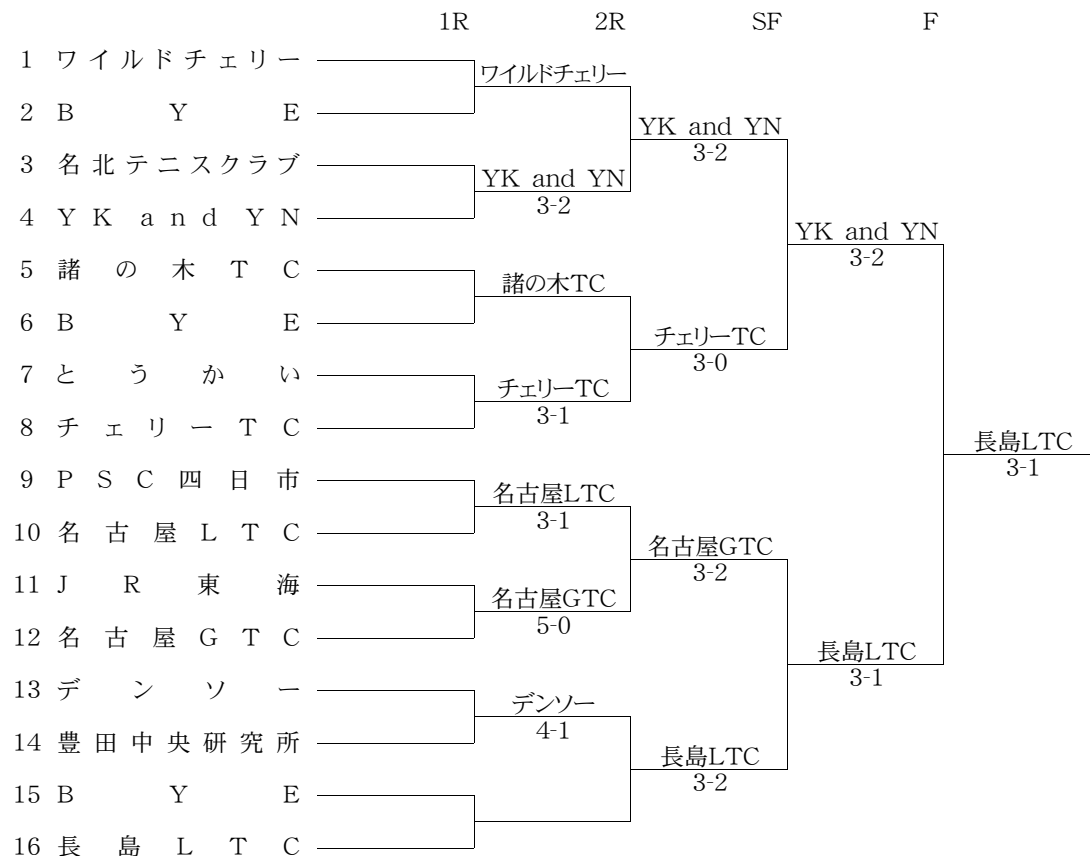 1R 2R SF F
1 ワイルドチェリー
ワイルドチェリー
2 BYE
YK and YN
3-2
3 名北テニスクラブ
YK and YN
3-2
4 YK and YN
YK and YN
3-2
5 諸の木TC
諸の木TC
6 BYE
チェリーTC
3-0
7 とうかい
チェリーTC
3-1
8 チェリーTC
長島LTC
3-1
9 PSC四日市
名古屋LTC
3-1
10 名古屋LTC
名古屋GTC
3-2
11 JR東海
名古屋GTC
5-0
12 名古屋GTC
長島LTC
3-1
13 デンソー
デンソー
4-1
14 豊田中央研究所
長島LTC
3-2
15 BYE
16 長島LTC